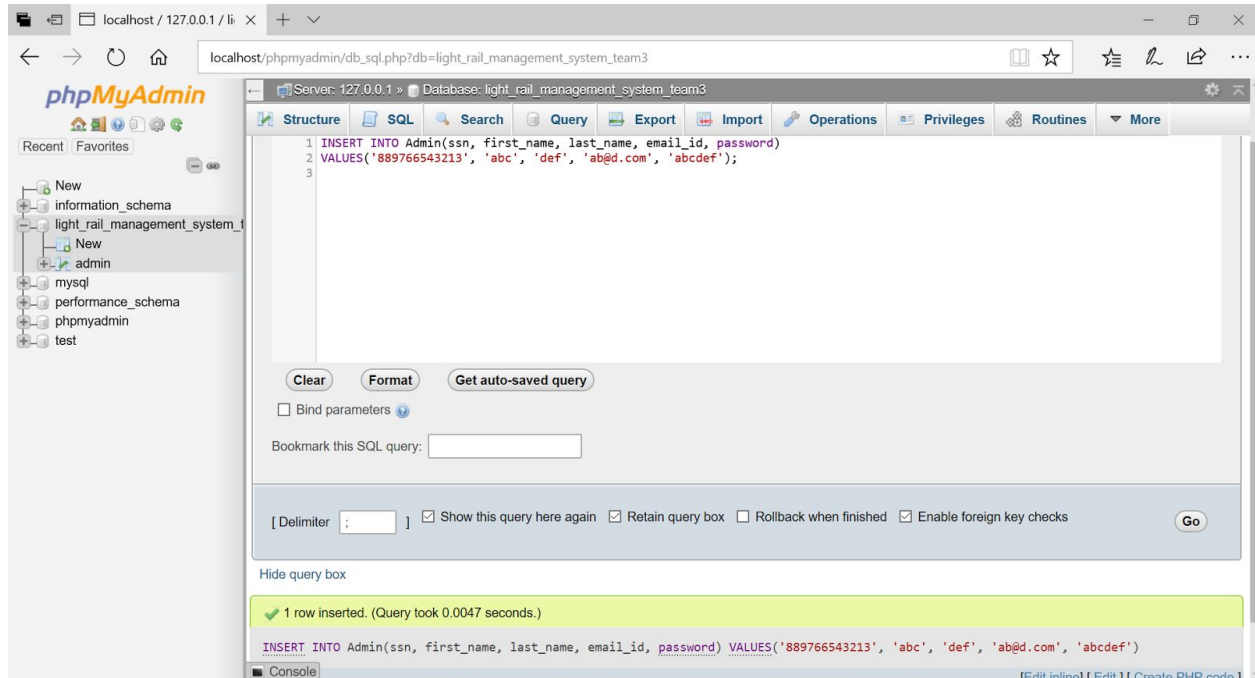 localhost / 127.0.0.1 / li
localhost/phpmyadmin/db_sql.php?db=light_rail_management_system_team3
phpMyAdmin
Recent Favorites
New
information_schema
light_rail_management_system_t
New
admin
mysql
performance_schema
phpmyadmin
test
Server: 127.0.0.1 » Database: light_rail_management_system_team3
Structure SQL Search Query Export Import Operations Privileges Routines More
1 INSERT INTO Admin(ssn, first_name, last_name, email_id, password)
2 VALUES('889766543213', 'abc', 'def', 'ab@d.com', 'abcdef');
3
Clear Format Get auto-saved query
Bind parameters
Bookmark this SQL query:
[ Delimiter ; ] Show this query here again Retain query box Rollback when finished Enable foreign key checks Go
Hide query box
1 row inserted. (Query took 0.0047 seconds.)
INSERT INTO Admin(ssn, first_name, last_name, email_id, password) VALUES('889766543213', 'abc', 'def', 'ab@d.com', 'abcdef')
Console
[Edit inline] [ Edit ] [ Create PHP code ]